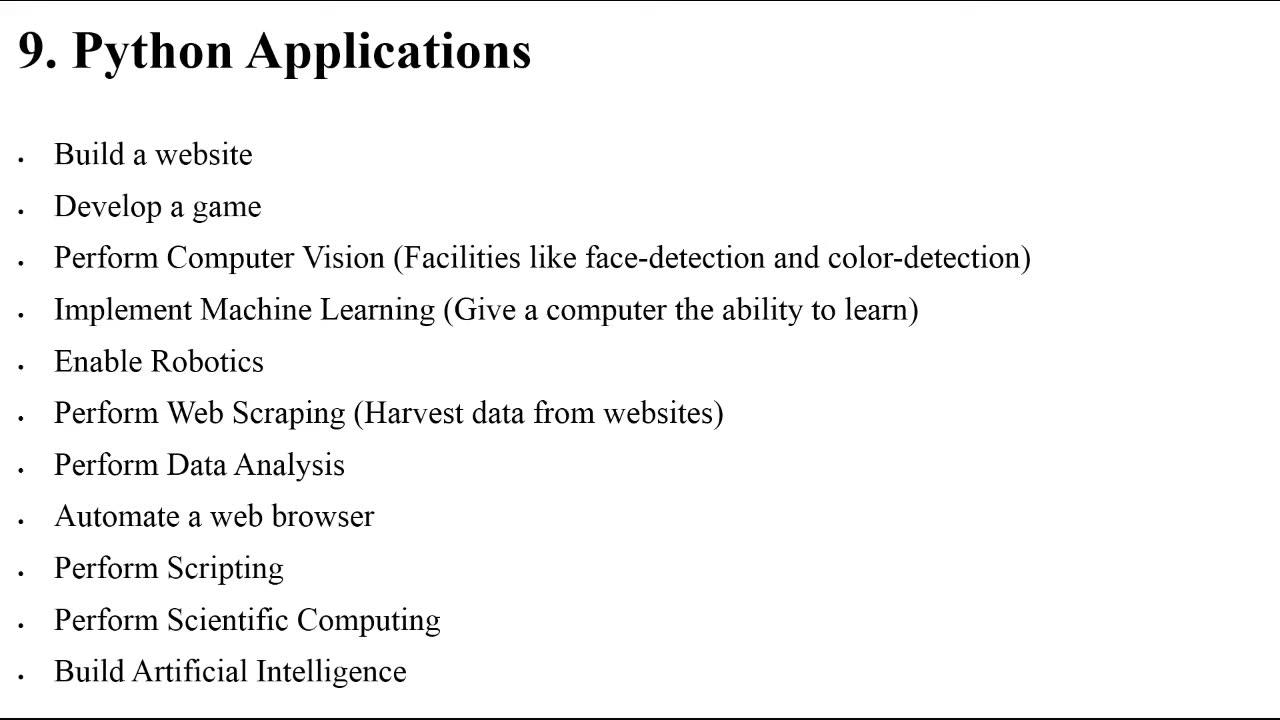 9. Python Applications
• Build a website
• Develop a game
• Perform Computer Vision (Facilities like face-detection and color-detection)
• Implement Machine Learning (Give a computer the ability to learn)
• Enable Robotics
• Perform Web Scraping (Harvest data from websites)
• Perform Data Analysis
• Automate a web browser
• Perform Scripting
• Perform Scientific Computing
• Build Artificial Intelligence